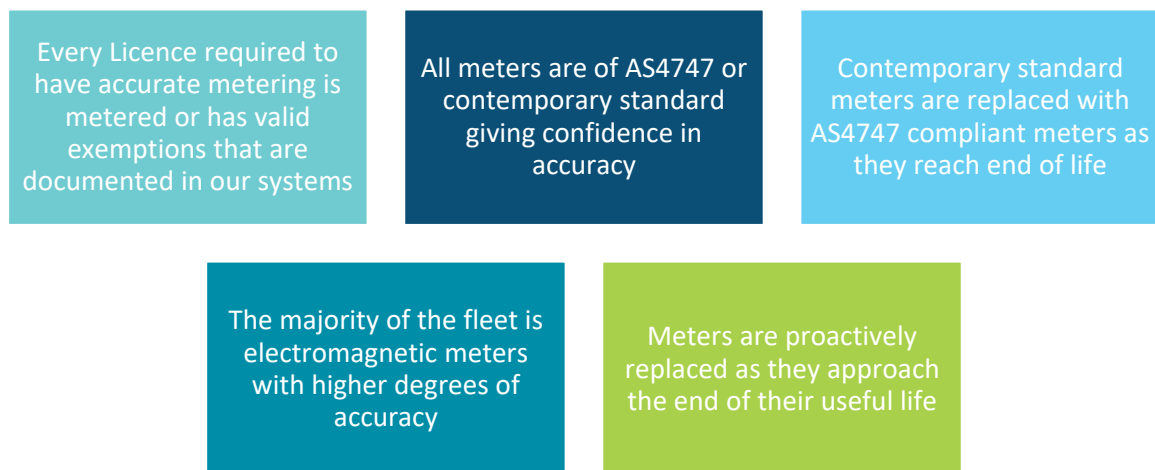 Every Licence required to
have accurate metering is
metered or has valid
exemptions that are
documented in our systems
All meters are of AS4747 or
contemporary standard
giving confidence in
accuracy
Contemporary standard
meters are replaced with
AS4747 compliant meters as
they reach end of life
The majority of the fleet is
electromagnetic meters
with higher degrees of
accuracy
Meters are proactively
replaced as they approach
the end of their useful life